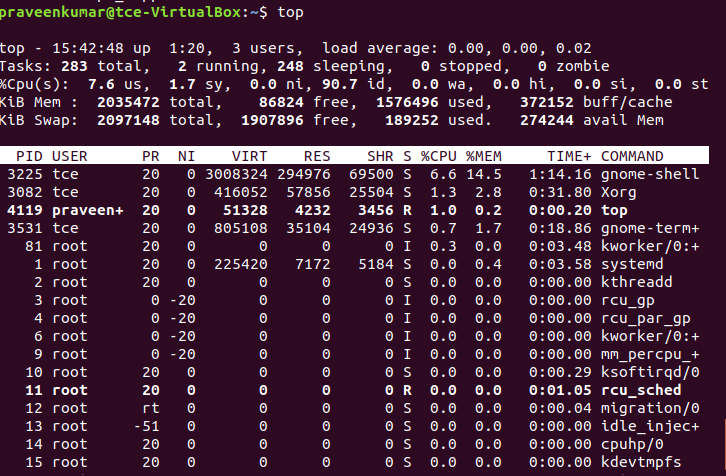 praveenkumar@tce-VirtualBox:~$ top
top - 15:42:48 up  1:20,  3 users,  load average: 0.00, 0.00, 0.02
Tasks: 283 total,   2 running, 248 sleeping,   0 stopped,   0 zombie
%Cpu(s):  7.6 us,  1.7 sy,  0.0 ni, 90.7 id,  0.0 wa,  0.0 hi,  0.0 si,  0.0 st
KiB Mem :  2035472 total,    86824 free,  1576496 used,   372152 buff/cache
KiB Swap:  2097148 total,  1907896 free,   189252 used.   274244 avail Mem
PID USER      PR  NI    VIRT    RES    SHR S %CPU %MEM     TIME+ COMMAND
3225 tce       20   0 3008324 294976  69500 S  6.6 14.5   1:14.16 gnome-shell
3082 tce       20   0  416052  57856  25504 S  1.3  2.8   0:31.80 Xorg
4119 praveen+  20   0   51328   4232   3456 R  1.0  0.2   0:00.20 top
3531 tce       20   0  805108  35104  24936 S  0.7  1.7   0:18.86 gnome-term+
81 root      20   0       0      0      0 I  0.3  0.0   0:03.48 kworker/0:+
1 root      20   0  225420   7172   5184 S  0.0  0.4   0:03.58 systemd
2 root      20   0       0      0      0 S  0.0  0.0   0:00.00 kthreadd
3 root       0 -20       0      0      0 I  0.0  0.0   0:00.00 rcu_gp
4 root       0 -20       0      0      0 I  0.0  0.0   0:00.00 rcu_par_gp
6 root       0 -20       0      0      0 I  0.0  0.0   0:00.00 kworker/0:+
9 root       0 -20       0      0      0 I  0.0  0.0   0:00.00 mm_percpu_+
10 root      20   0       0      0      0 S  0.0  0.0   0:00.29 ksoftirqd/0
11 root      20   0       0      0      0 R  0.0  0.0   0:01.05 rcu_sched
12 root      rt   0       0      0      0 S  0.0  0.0   0:00.04 migration/0
13 root     -51   0       0      0      0 S  0.0  0.0   0:00.00 idle_injec+
14 root      20   0       0      0      0 S  0.0  0.0   0:00.00 cpuhp/0
15 root      20   0       0      0      0 S  0.0  0.0   0:00.00 kdevtmpfs